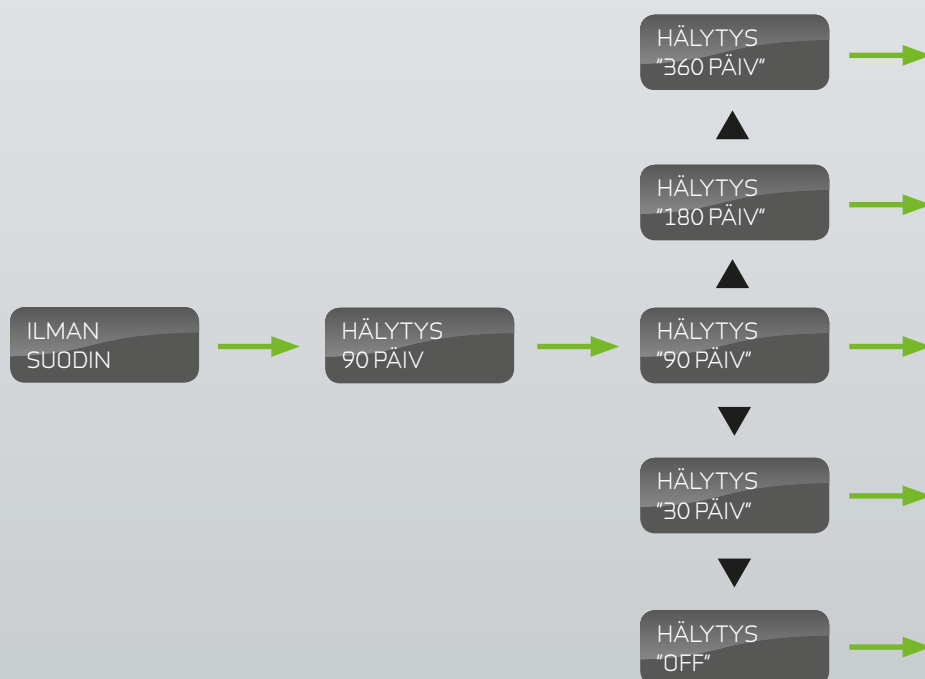 HÄLYTYS
"360 PÄIV"
HÄLYTYS
"180 PÄIV"
ILMAN
SUODIN
HÄLYTYS
90 PÄIV
HÄLYTYS
"90 PÄIV"
HÄLYTYS
"30 PÄIV"
HÄLYTYS
"OFF"